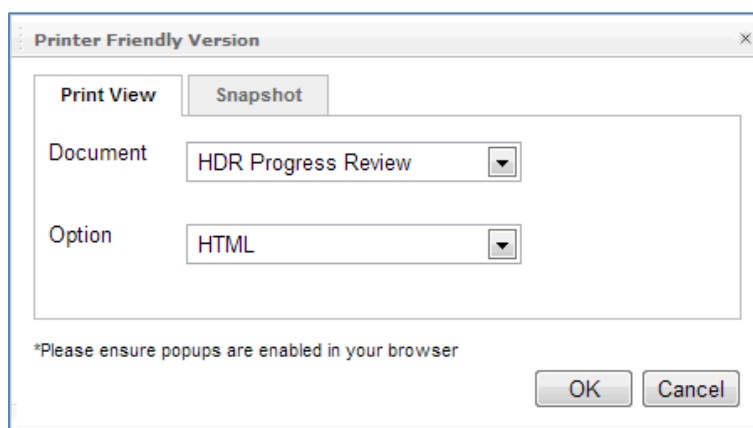 Printer Friendly Version
Print View Snapshot
Document HDR Progress Review
Option HTML
*Please ensure popups are enabled in your browser
OK Cancel